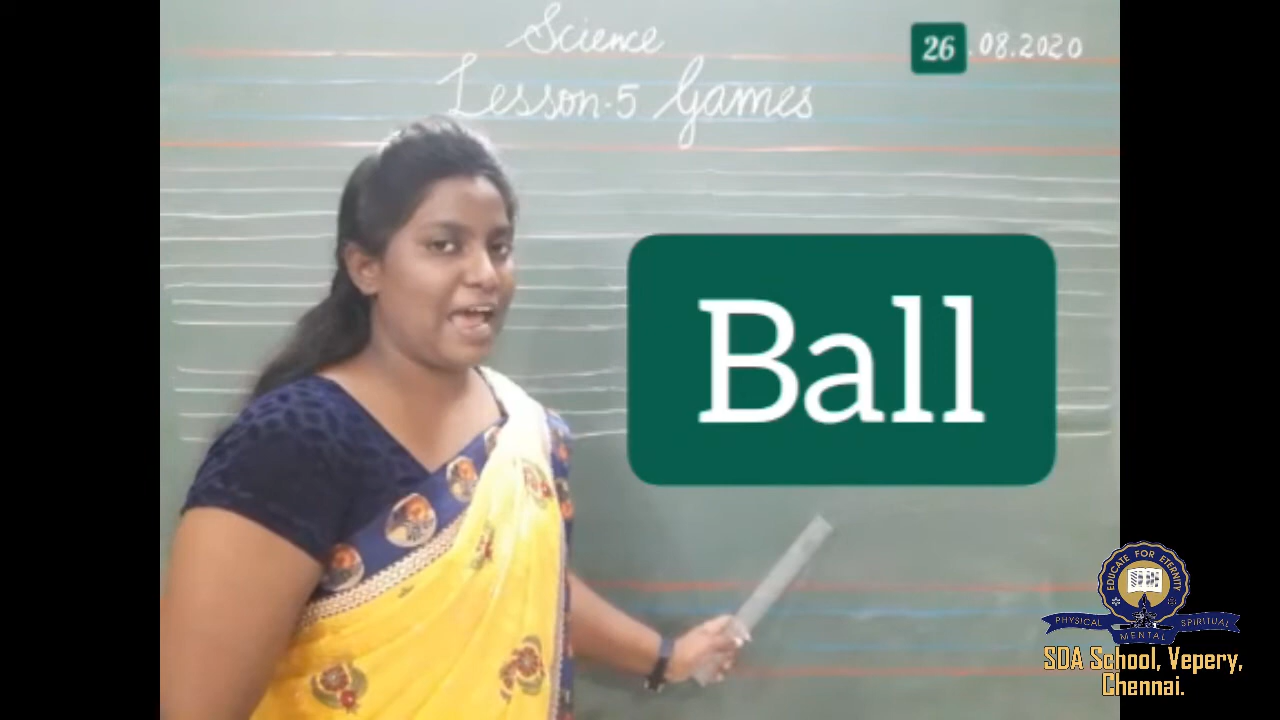 Science
26 .08.2020
Lesson-5 Games
Ball
EDUCATE FOR ETERNITY
PHYSICAL MENTAL SPIRITUAL
SDA School, Vepery,
Chennai.